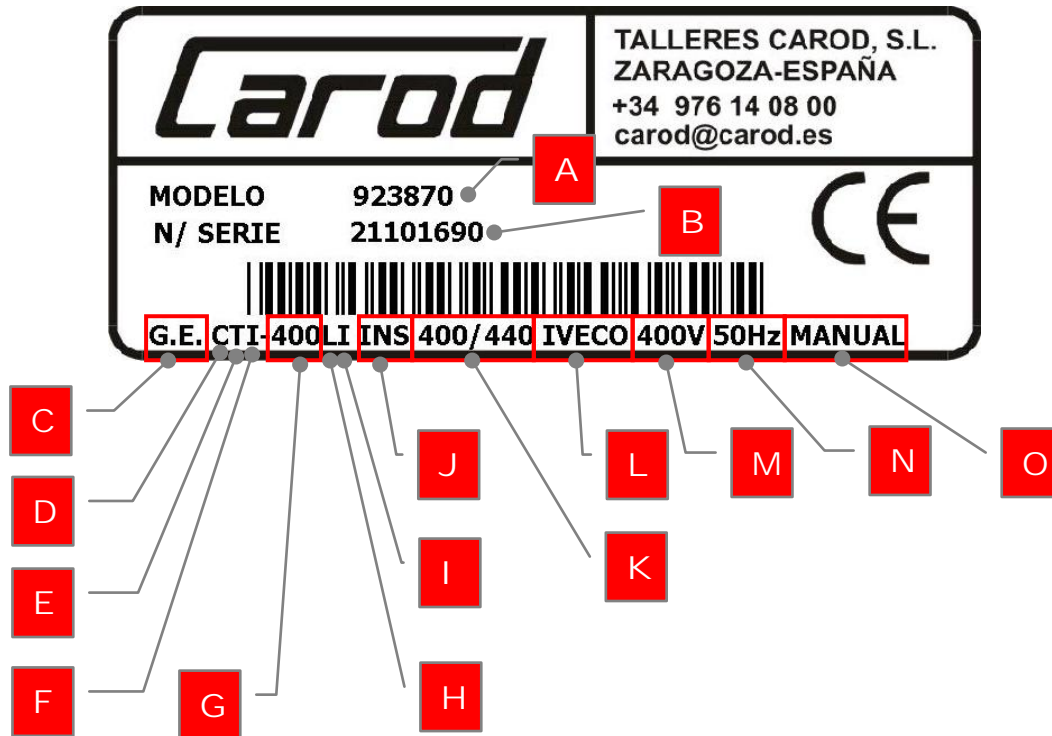 Carod
TALLERES CAROD, S.L.
ZARAGOZA-ESPAÑA
+34 976 14 08 00
carod@carod.es
MODELO 923870
N/ SERIE 21101690
CE
G.E. CTI-400LI INS 400/440 IVECO 400V 50Hz MANUAL
A
B
C
D
E
F
G
H
I
J
K
L
M
N
O